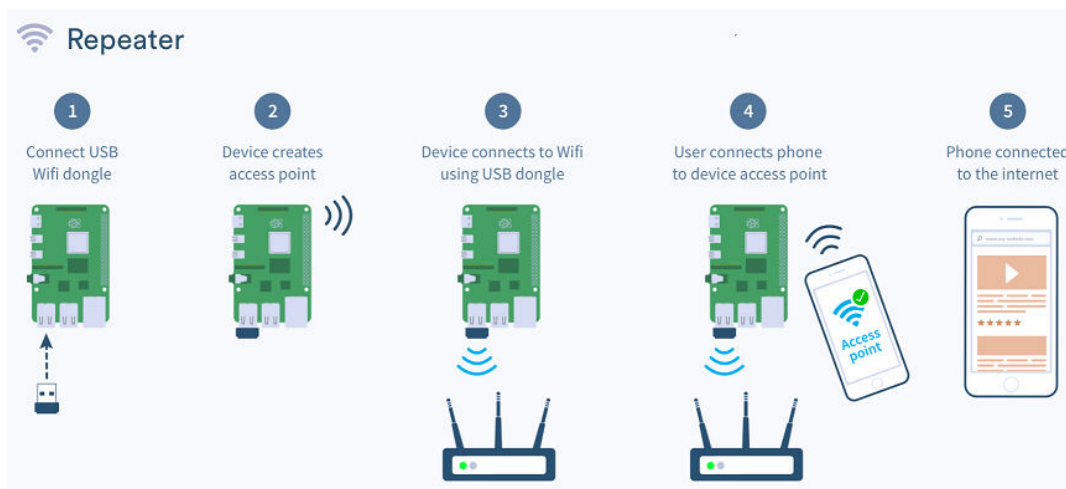 Repeater
1
Connect USB
Wifi dongle
2
Device creates
access point
3
Device connects to Wifi
using USB dongle
4
User connects phone
to device access point
Access
point
5
Phone connected
to the internet